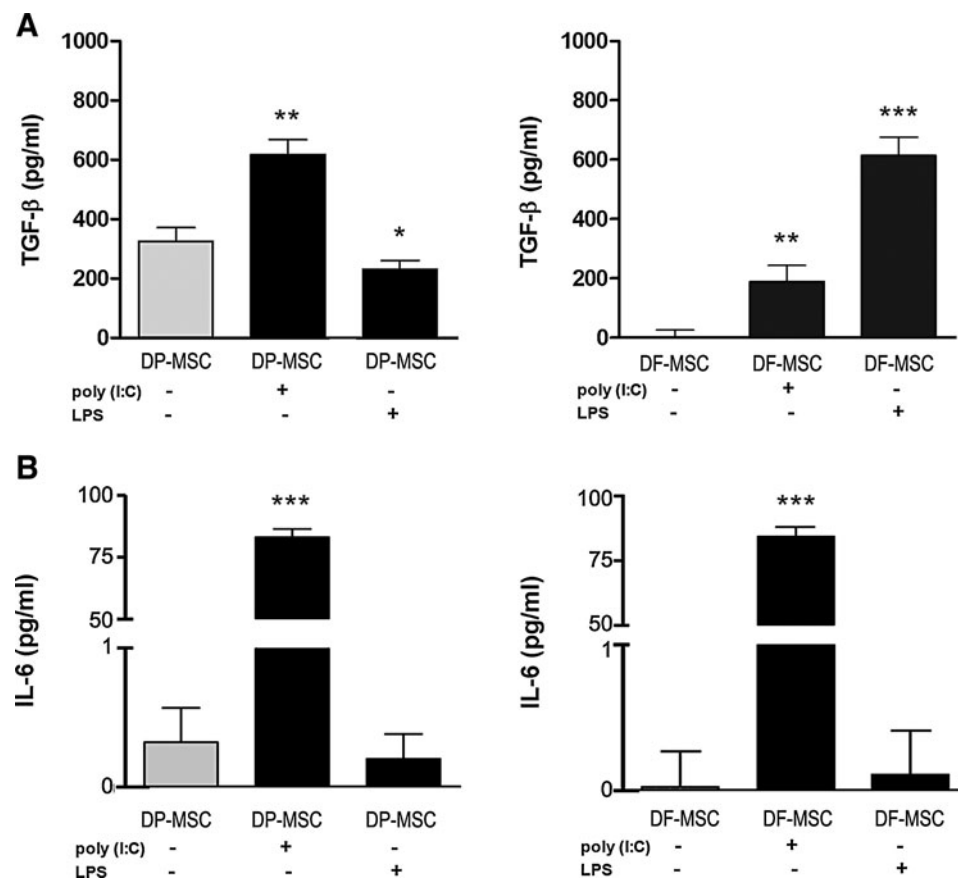 A
TGF-β (pg/ml)
1000
800
600
400
200
0
**
*
DP-MSC DP-MSC DP-MSC
poly (I:C) - + -
LPS - - +
TGF-β (pg/ml)
1000
800
600
400
200
0
**
***
DF-MSC DF-MSC DF-MSC
poly (I:C) - + -
LPS - - +
B
IL-6 (pg/ml)
100
75
50
1
0
***
DP-MSC DP-MSC DP-MSC
poly (I:C) - + -
LPS - - +
IL-6 (pg/ml)
100
75
50
1
0
***
DF-MSC DF-MSC DF-MSC
poly (I:C) - + -
LPS - - +